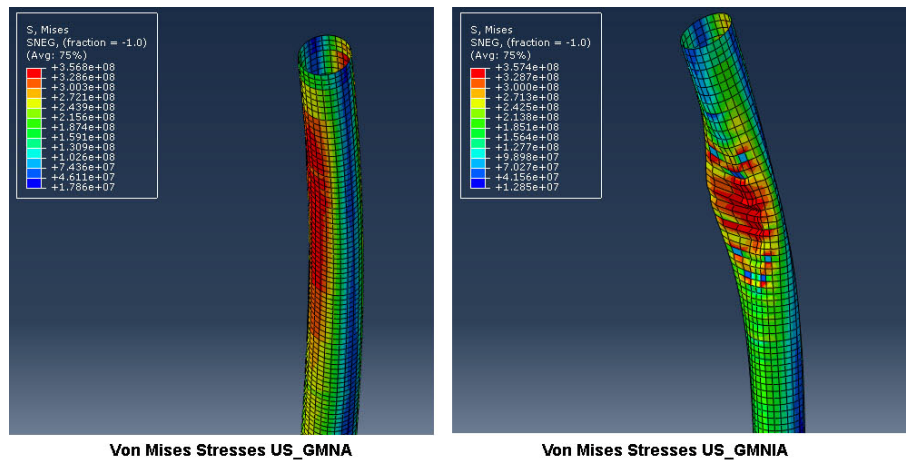 S, Mises
SNEG, (fraction = -1.0)
(Avg: 75%)
+3.568e+08
+3.286e+08
+3.003e+08
+2.721e+08
+2.439e+08
+2.156e+08
+1.874e+08
+1.591e+08
+1.309e+08
+1.026e+08
+7.436e+07
+4.611e+07
+1.786e+07
Von Mises Stresses US_GMNA
S, Mises
SNEG, (fraction = -1.0)
(Avg: 75%)
+3.574e+08
+3.287e+08
+3.000e+08
+2.713e+08
+2.425e+08
+2.138e+08
+1.851e+08
+1.564e+08
+1.277e+08
+9.898e+07
+7.027e+07
+4.156e+07
+1.285e+07
Von Mises Stresses US_GMNIA